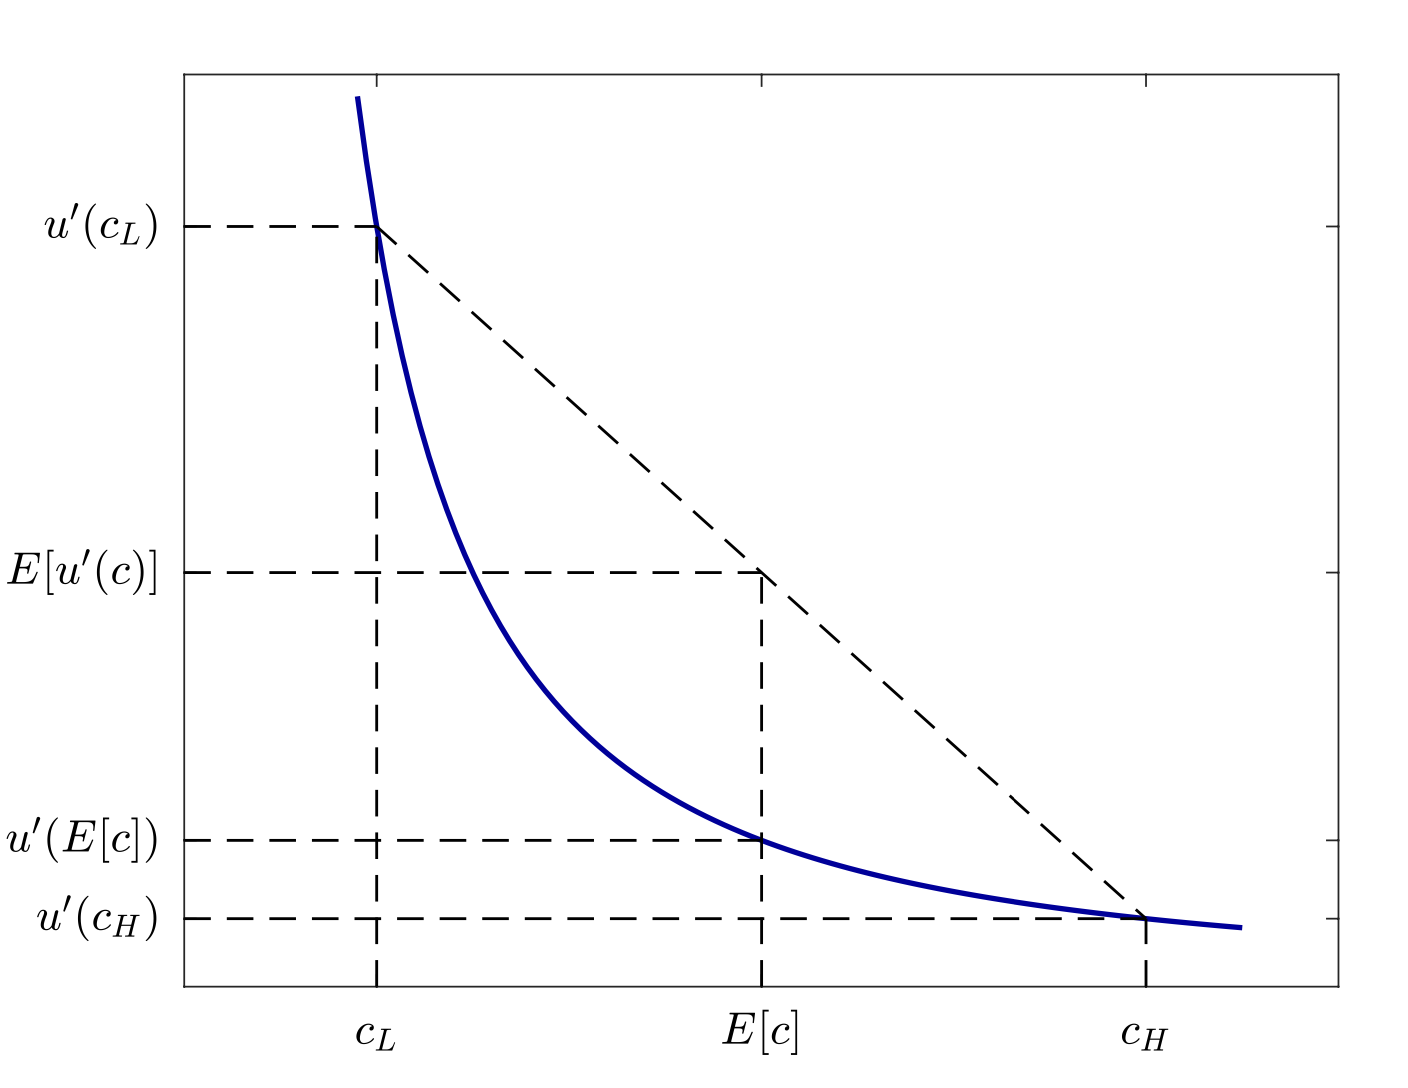 u′(c_L)
E[u′(c)]
u′(E[c])
u′(c_H)
c_L
E[c]
c_H